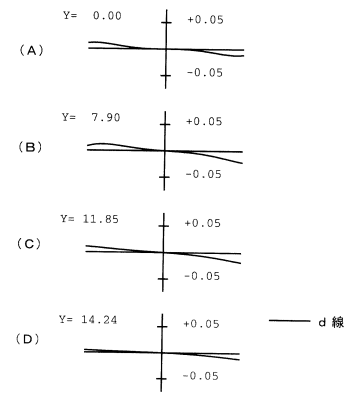 Y= 0.00
+0.05
(A)
-0.05
Y= 7.90
+0.05
(B)
-0.05
Y= 11.85
+0.05
(C)
-0.05
Y= 14.24
+0.05
d 線
(D)
-0.05